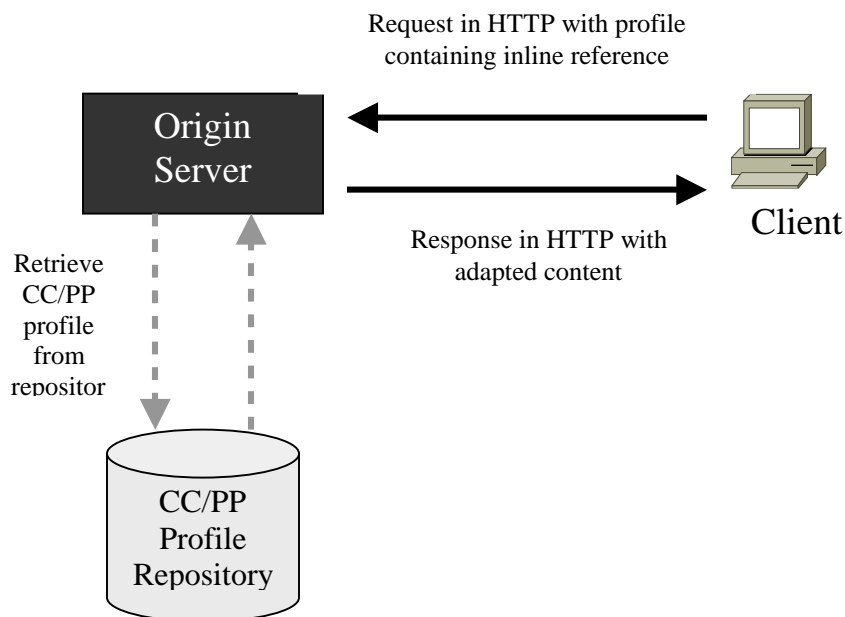 Request in HTTP with profile
containing inline reference
Origin
Server
Client
Response in HTTP with
adapted content
Retrieve
CC/PP
profile
from
repositor
CC/PP
Profile
Repository